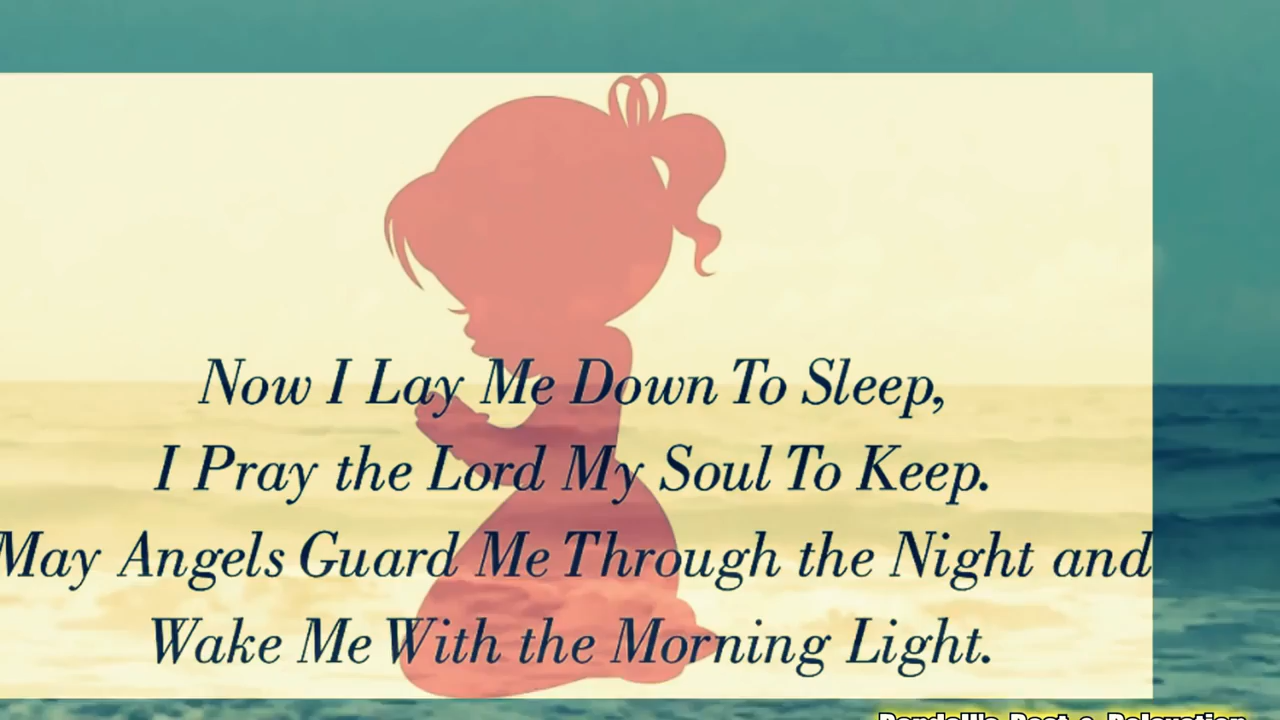 Now I Lay Me Down To Sleep,
I Pray the Lord My Soul To Keep.
May Angels Guard Me Through the Night and
Wake Me With the Morning Light.